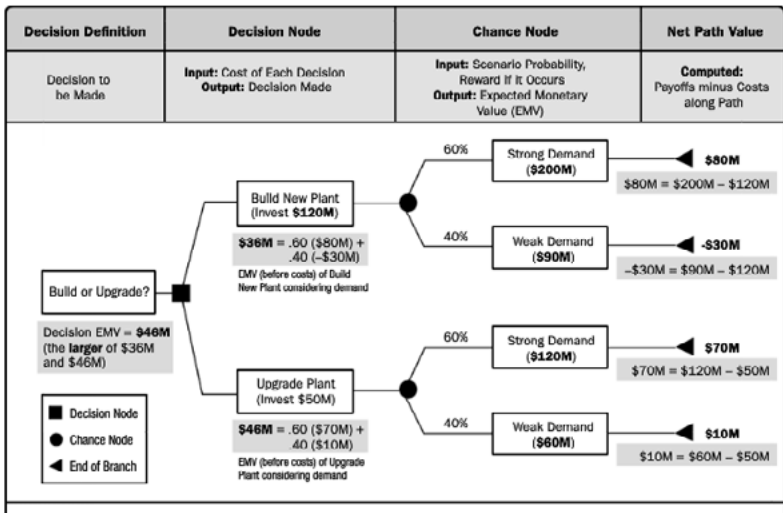 Decision Definition
Decision Node
Chance Node
Net Path Value
Decision to
be Made
Input: Cost of Each Decision
Output: Decision Made
Input: Scenario Probability,
Reward If It Occurs
Output: Expected Monetary
Value (EMV)
Computed:
Payoffs minus Costs
along Path
Build or Upgrade?
Decision EMV = $46M
(the larger of $36M
and $46M)
Build New Plant
(Invest $120M)
$36M = .60 ($80M) +
.40 (–$30M)
EMV (before costs) of Build
New Plant considering demand
60%
Strong Demand
($200M)
$80M
$80M = $200M – $120M
40%
Weak Demand
($90M)
-$30M
–$30M = $90M – $120M
Upgrade Plant
(Invest $50M)
$46M = .60 ($70M) +
.40 ($10M)
EMV (before costs) of Upgrade
Plant considering demand
60%
Strong Demand
($120M)
$70M
$70M = $120M – $50M
40%
Weak Demand
($60M)
$10M
$10M = $60M – $50M
Decision Node
Chance Node
End of Branch